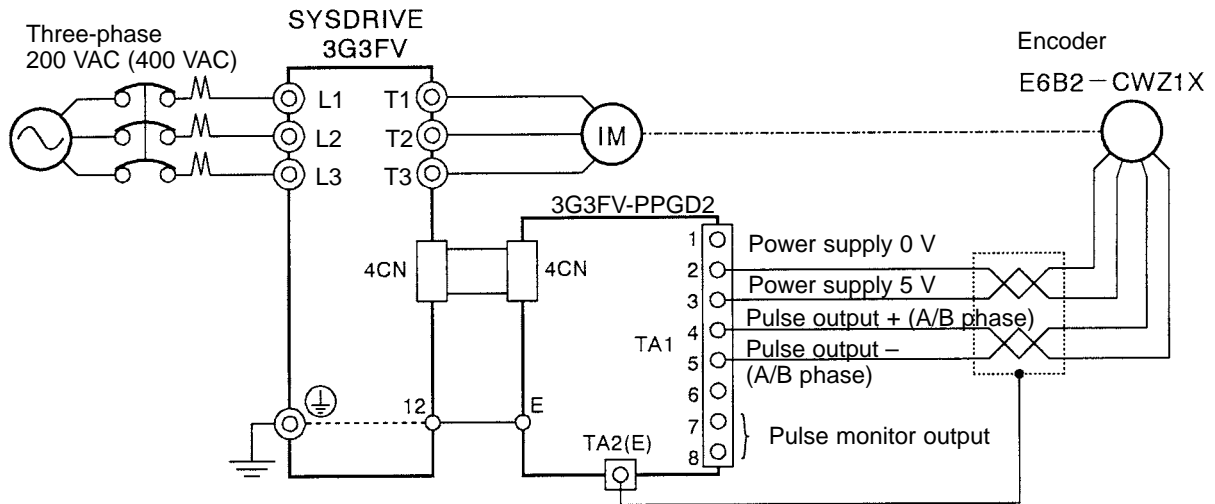 Three-phase
200 VAC (400 VAC)
SYSDRIVE
3G3FV
Encoder
E6B2－CWZ1X
L1
T1
L2
T2
IM
L3
T3
3G3FV-PPGD2
4CN
4CN
1
Power supply 0 V
2
Power supply 5 V
3
Pulse output + (A/B phase)
4
TA1
Pulse output –
(A/B phase)
5
6
12
E
7
Pulse monitor output
8
TA2(E)